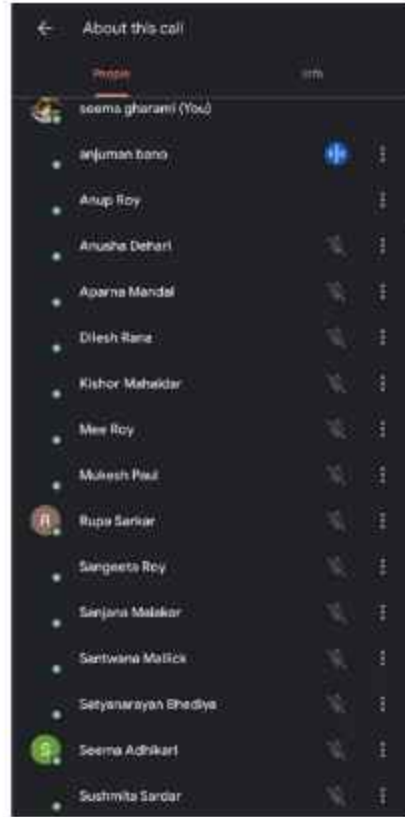 About this call
People
Info
seema gharami (You)
anjuman bano
Anup Roy
Anusha Dehari
Aparna Mandal
Dilesh Rana
Kishor Mahaldar
Mee Roy
Mukesh Paul
R
Rupa Sarkar
Sangeeta Roy
Sanjana Malakar
Santwana Mallick
Satyanarayan Bhediya
S
Seema Adhikari
Sushmita Sardar